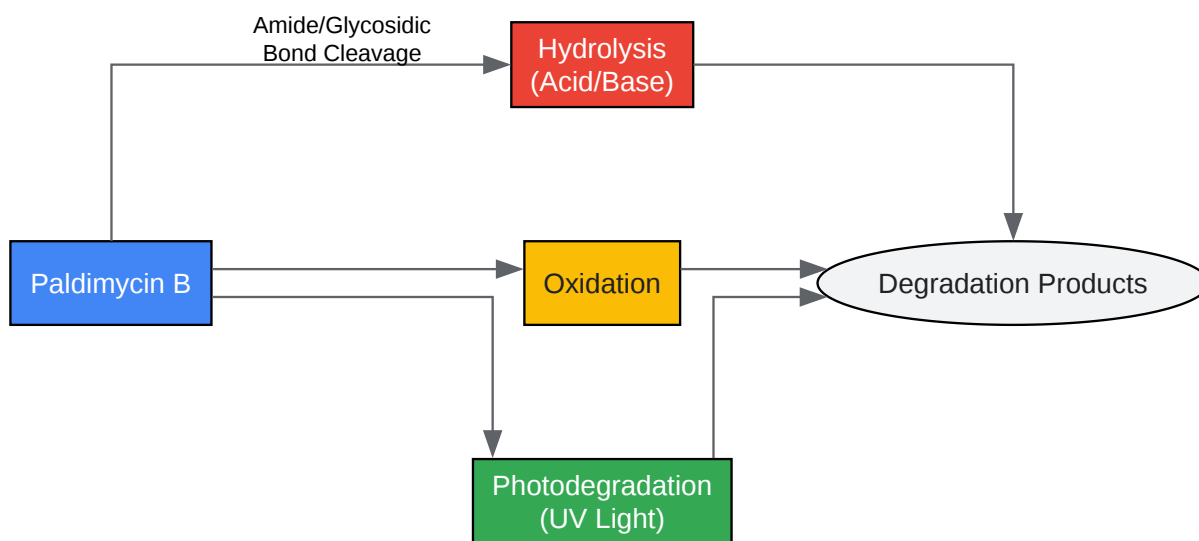 Amide/Glycosidic
Bond Cleavage
Hydrolysis
(Acid/Base)
Paldimycin B
Oxidation
Degradation Products
Photodegradation
(UV Light)